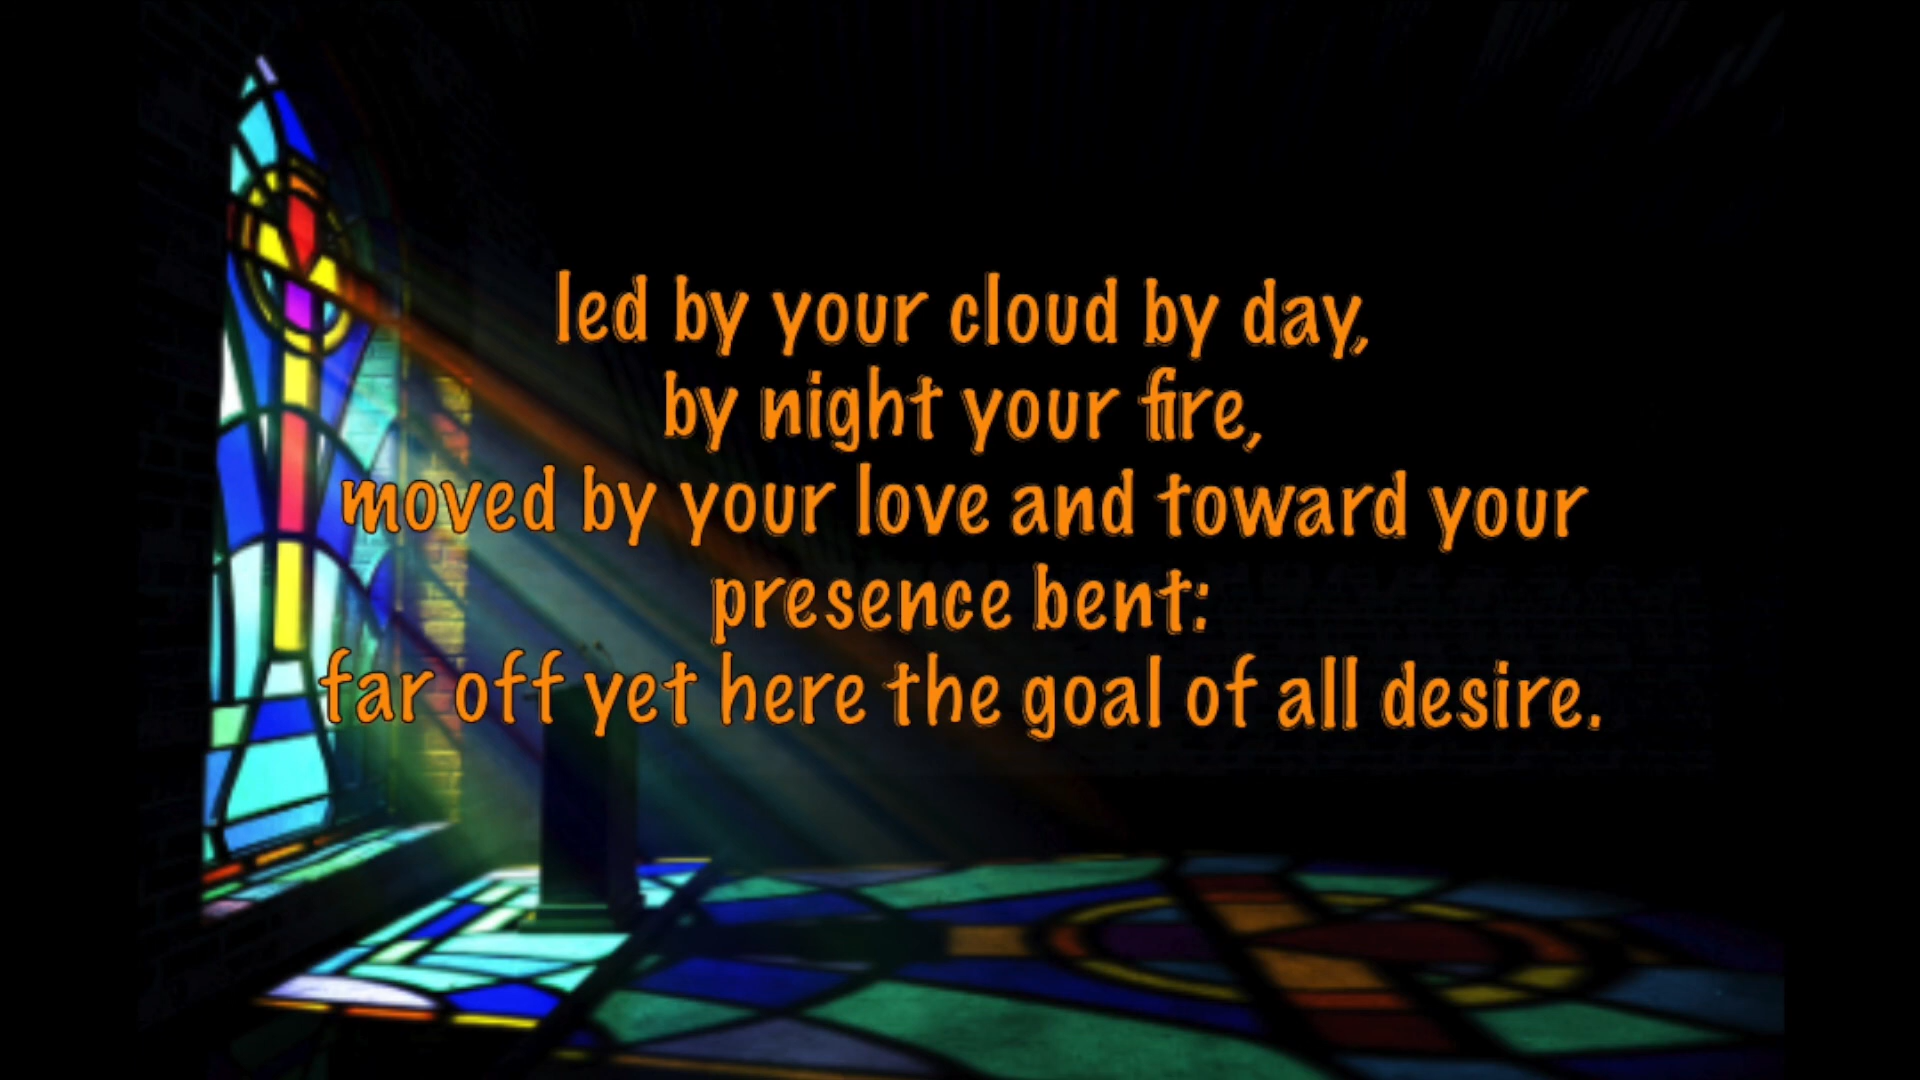 led by your cloud by day,
by night your fire,
moved by your love and toward your
presence bent:
far off yet here the goal of all desire.